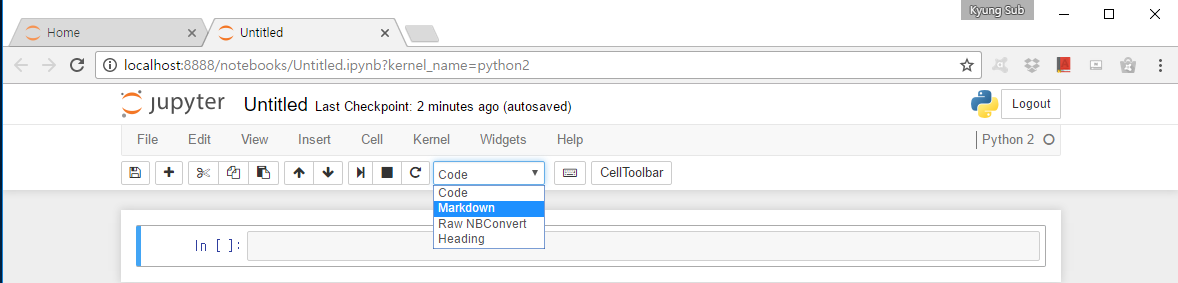 Kyung Sub
Home
Untitled
localhost:8888/notebooks/Untitled.ipynb?kernel_name=python2
jupyter Untitled Last Checkpoint: 2 minutes ago (autosaved) Logout
File Edit View Insert Cell Kernel Widgets Help Python 2
Code CellToolbar
Code
Markdown
Raw NBConvert
Heading
In [ ]: